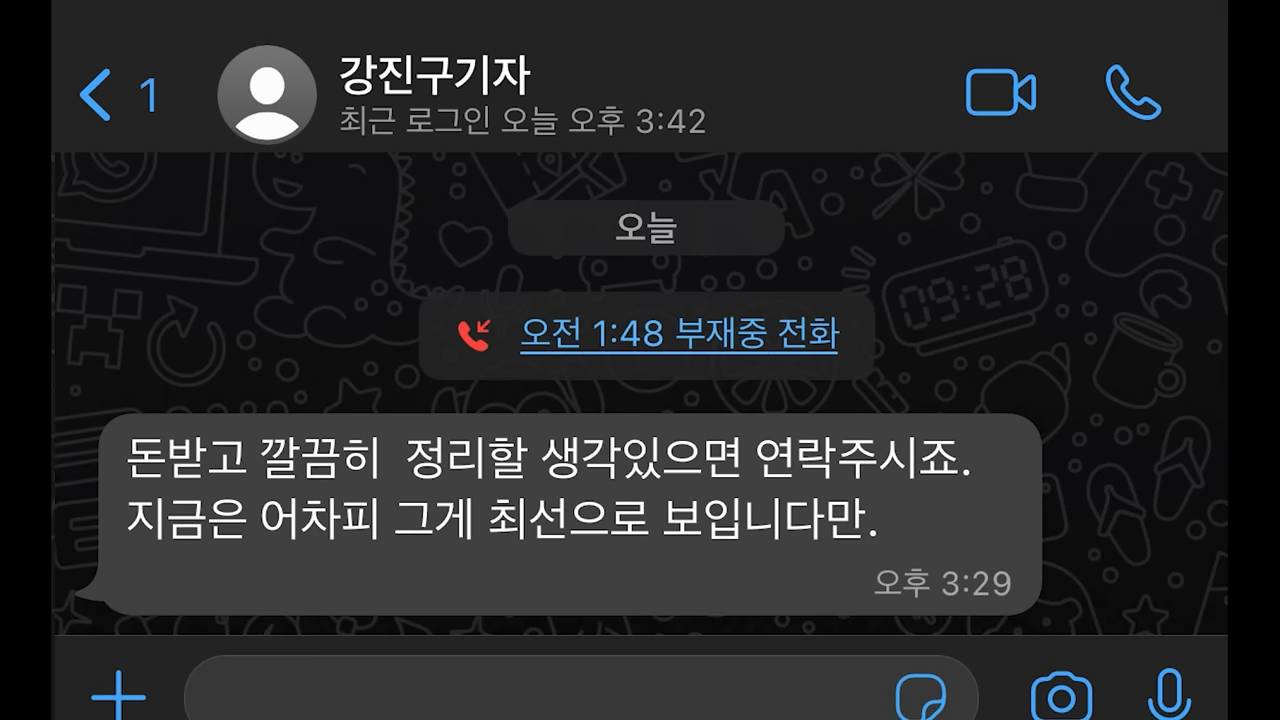 1
강진구기자
최근 로그인 오늘 오후 3:42
오늘
09:28
오전 1:48 부재중 전화
돈받고 깔끔히  정리할 생각있으면 연락주시죠.
지금은 어차피 그게 최선으로 보입니다만.
오후 3:29